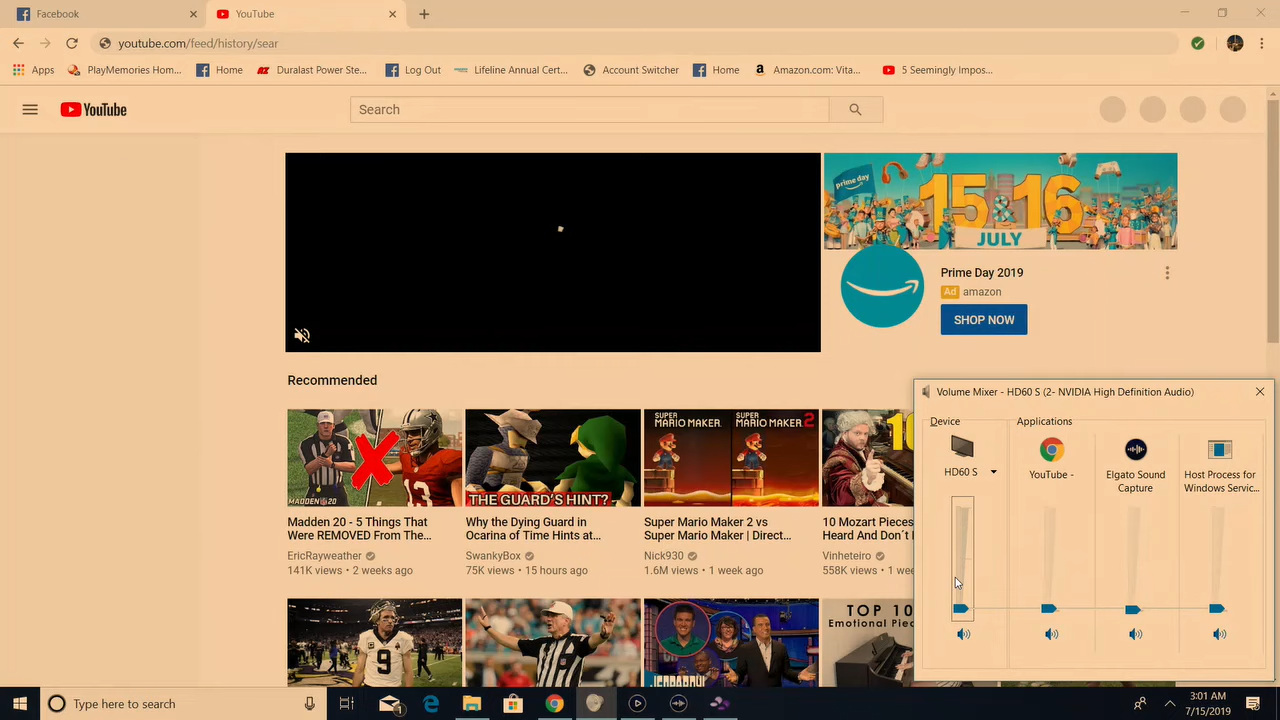 Facebook
YouTube
youtube.com/feed/history/sear
Apps
PlayMemories Hom...
Home
Duralast Power Ste...
Log Out
Lifeline Annual Cert...
Account Switcher
Home
Amazon.com: Vita...
5 Seemingly Impos...
YouTube
Search
prime day
15 & 16
JULY
Prime Day 2019
Ad amazon
SHOP NOW
Recommended
MADDEN 20
THE GUARD'S HINT?
SUPER MARIO MAKER
SUPER MARIO MAKER 2
Madden 20 - 5 Things That
Were REMOVED From The...
EricRayweather
141K views • 2 weeks ago
Why the Dying Guard in
Ocarina of Time Hints at...
SwankyBox
75K views • 15 hours ago
Super Mario Maker 2 vs
Super Mario Maker | Direct...
Nick930
1.6M views • 1 week ago
10 Mozart Pieces
Heard And Don´t
Vinheteiro
558K views • 1 wee
JEOPARDY
TOP 10
Emotional Pie
Volume Mixer - HD60 S (2- NVIDIA High Definition Audio)
Device
Applications
HD60 S
YouTube -
Elgato Sound
Capture
Host Process for
Windows Servic...
Type here to search
1
3:01 AM
7/15/2019